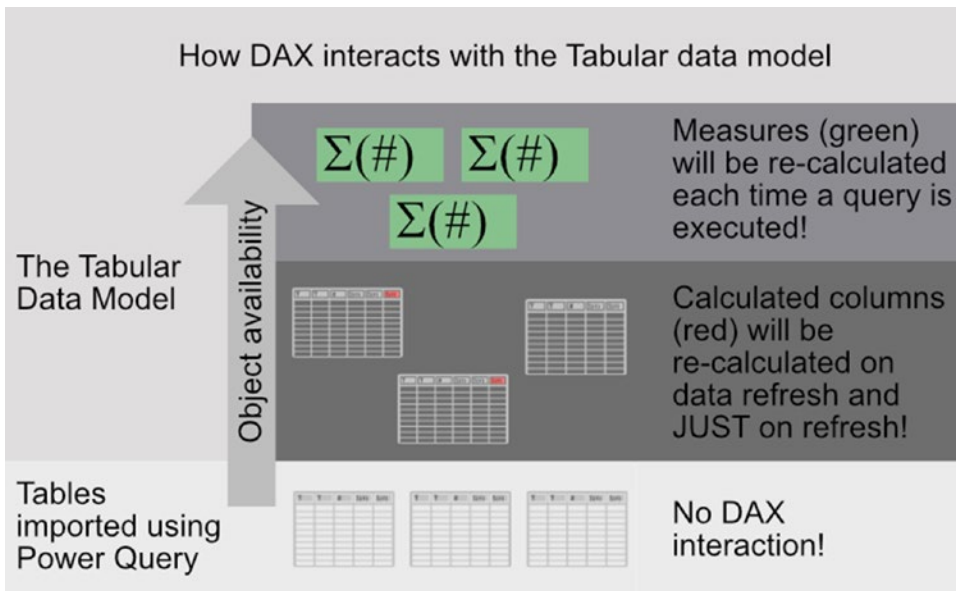 How DAX interacts with the Tabular data model
Σ(#)
Σ(#)
Σ(#)
Measures (green)
will be re-calculated
each time a query is
executed!
Object availability
The Tabular
Data Model
Calculated columns
(red) will be
re-calculated on
data refresh and
JUST on refresh!
Tables
imported using
Power Query
No DAX
interaction!